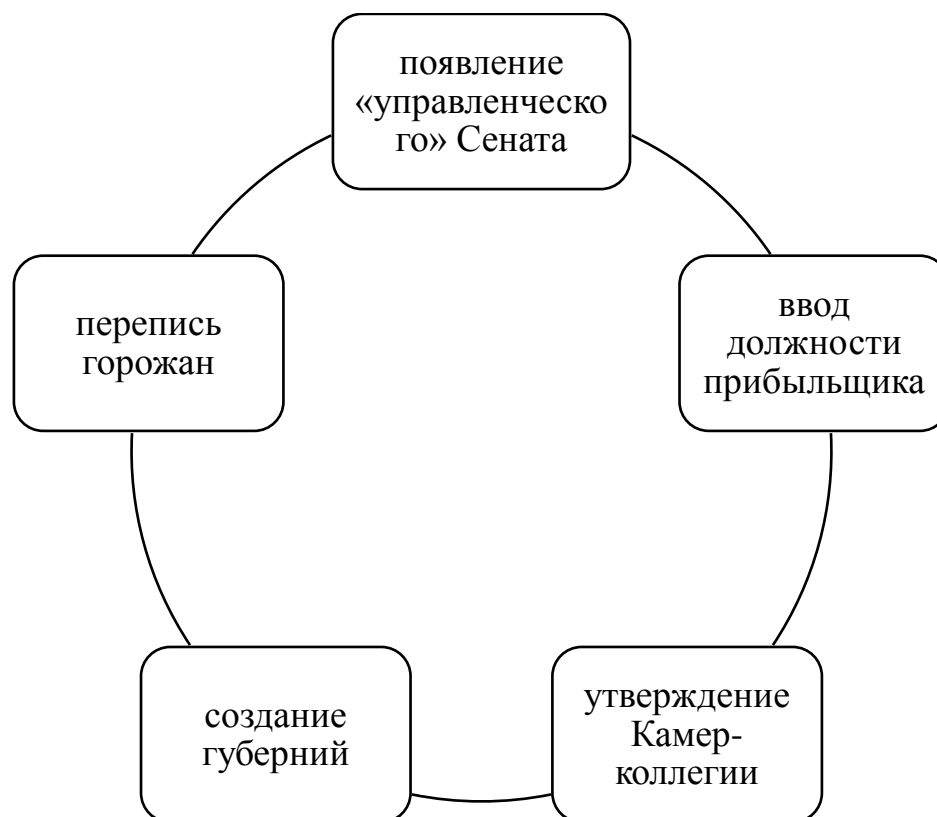 появление
«управленческо
го» Сената
ввод
должности
прибыльщика
утверждение
Камер-
коллегии
создание
губерний
перепись
горожан